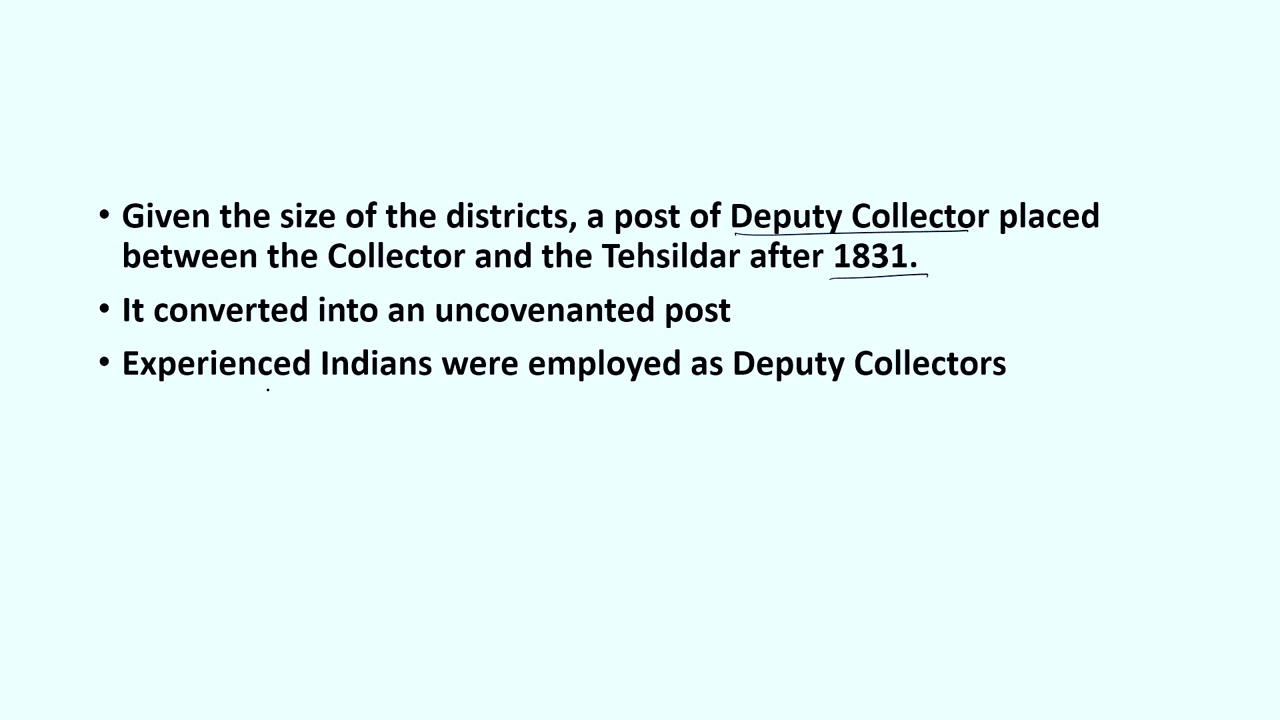 • Given the size of the districts, a post of Deputy Collector placed
between the Collector and the Tehsildar after 1831.
• It converted into an uncovenanted post
• Experienced Indians were employed as Deputy Collectors